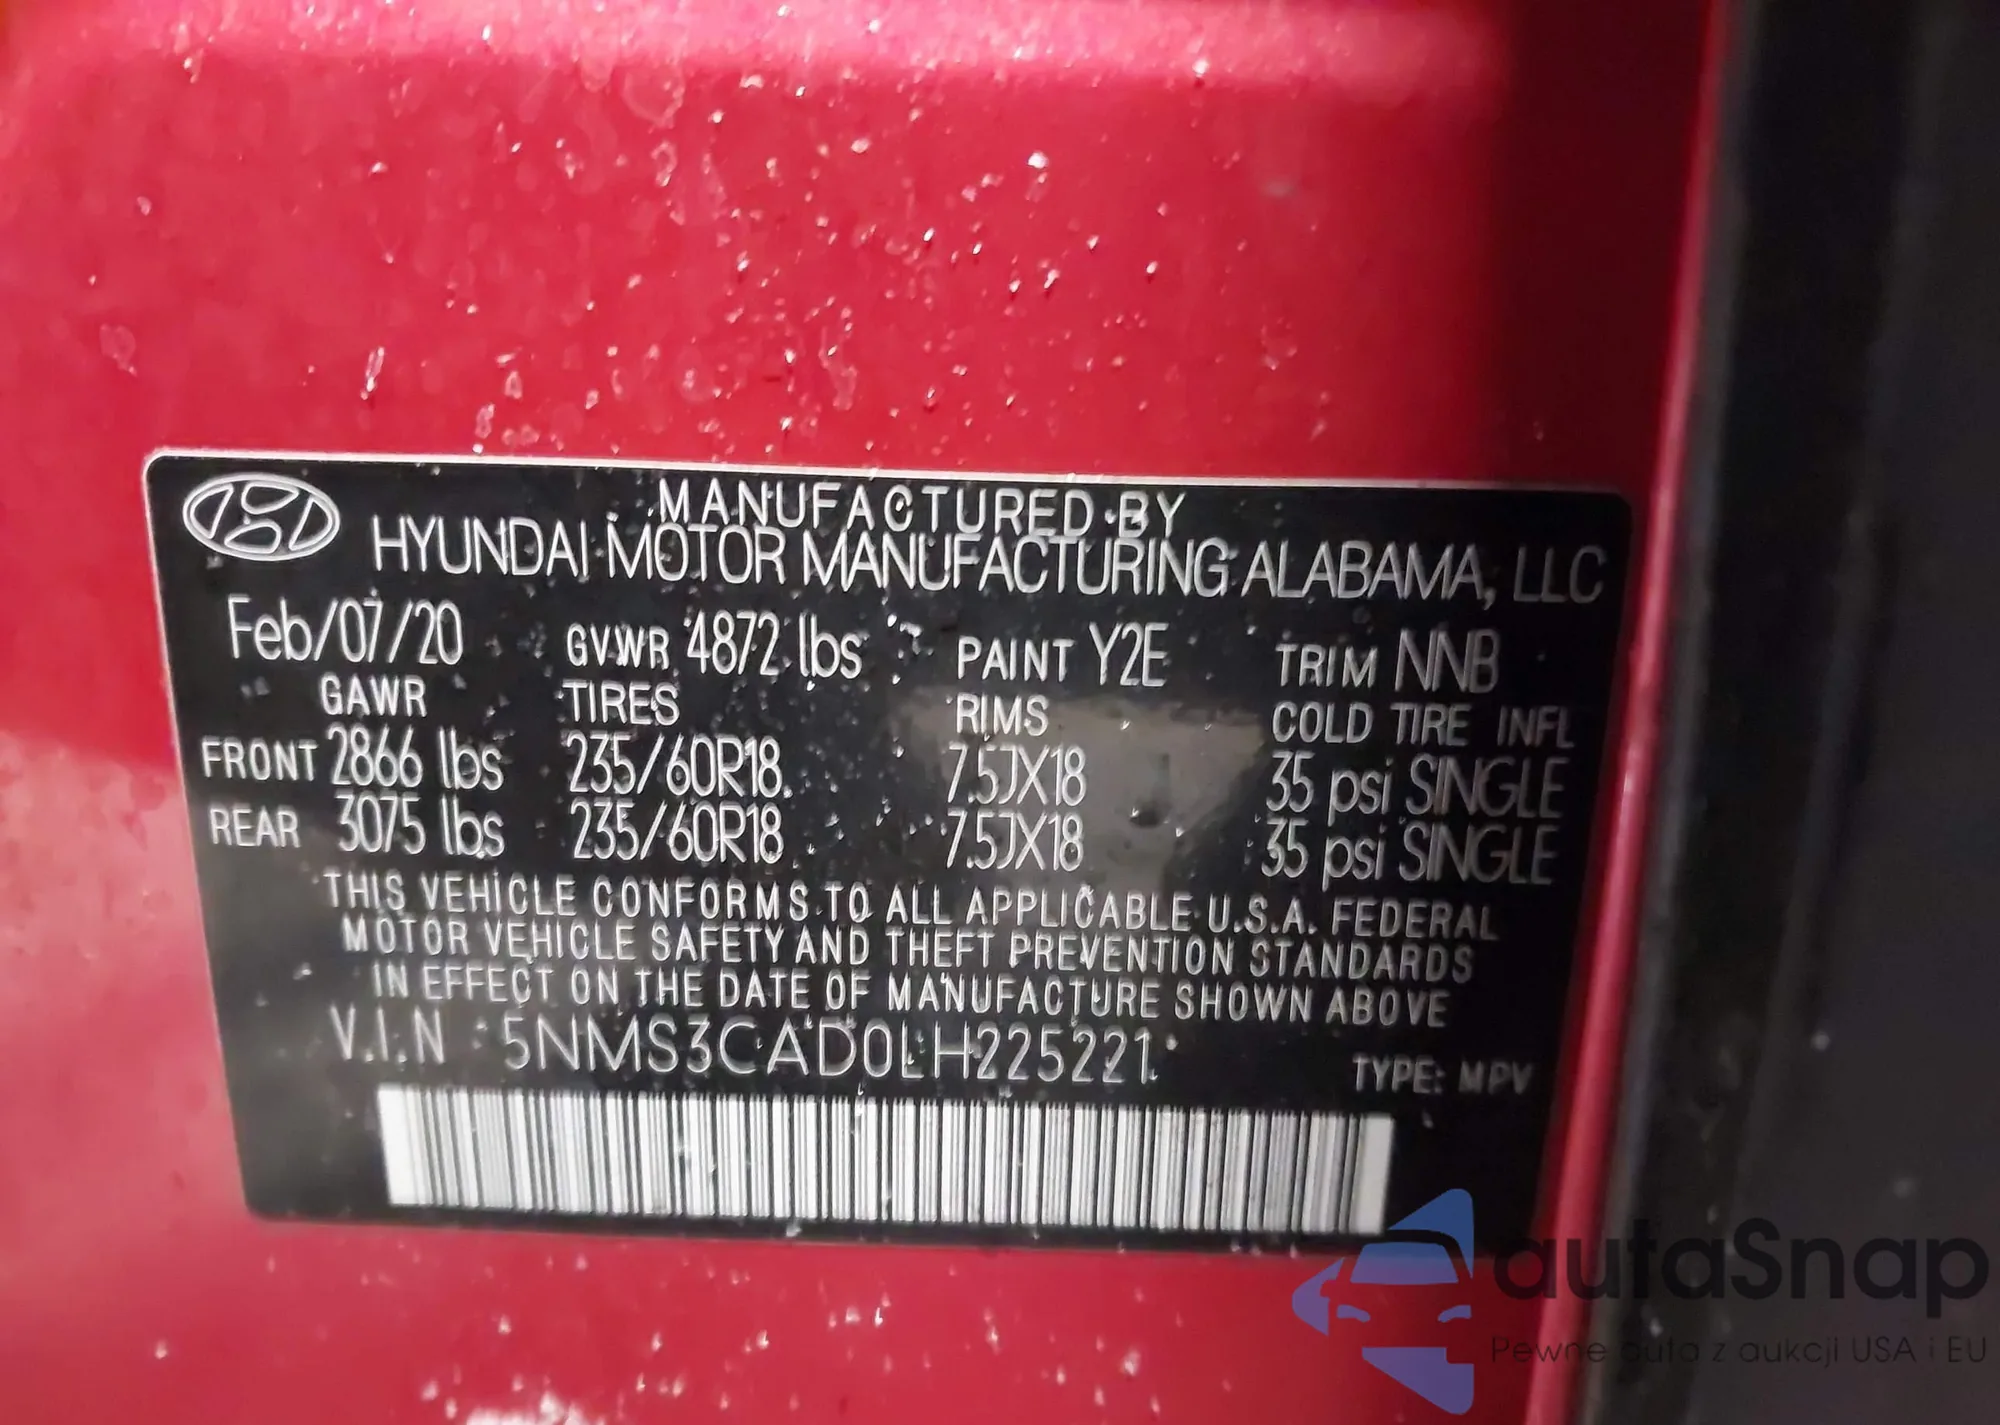 MANUFACTURED BY
HYUNDAI MOTOR MANUFACTURING ALABAMA, LLC
Feb/07/20 GVWR 4872 lbs PAINT Y2E TRIM NNB
GAWR TIRES RIMS COLD TIRE INFL
FRONT 2866 lbs 235/60R18 7.5JX18 35 psi SINGLE
REAR 3075 lbs 235/60R18 7.5JX18 35 psi SINGLE
THIS VEHICLE CONFORMS TO ALL APPLICABLE U.S.A. FEDERAL
MOTOR VEHICLE SAFETY AND THEFT PREVENTION STANDARDS
IN EFFECT ON THE DATE OF MANUFACTURE SHOWN ABOVE
V.I.N : 5NMS3CAD0LH225221
TYPE: MPV
autaSnap
Pewne auta z aukcji USA i EU